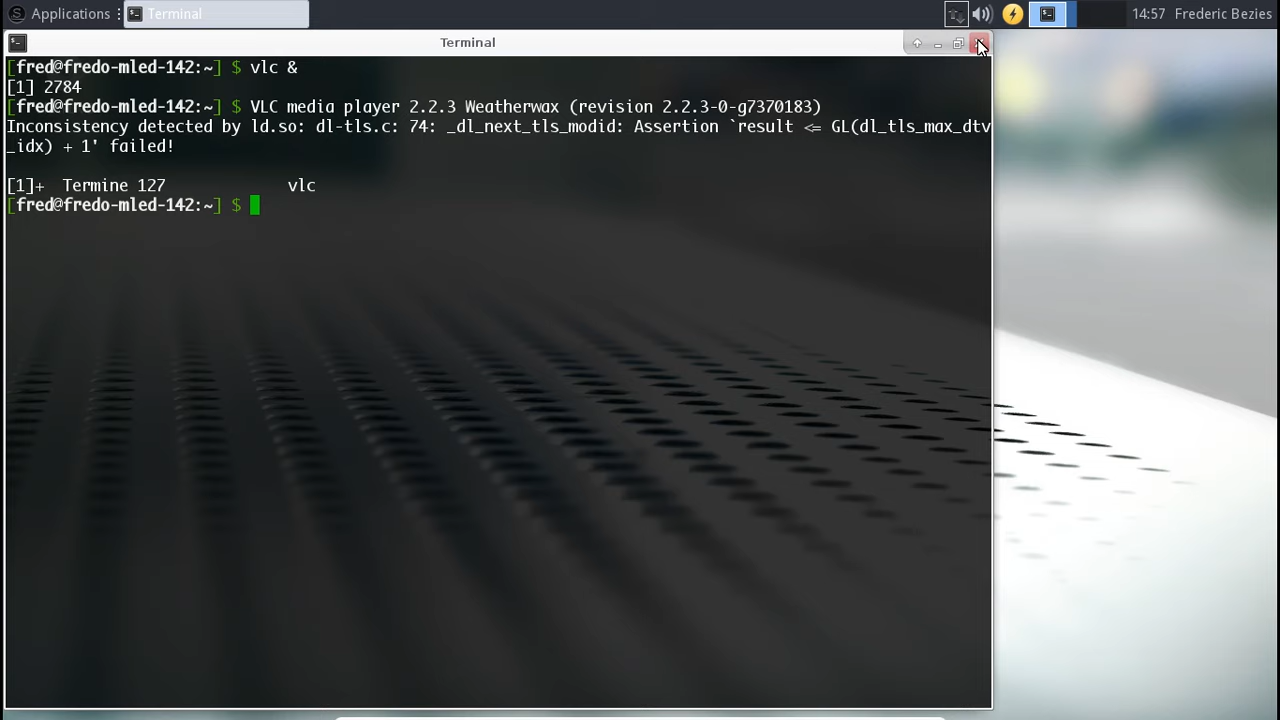 Applications
Terminal
14:57 Frederic Bezies
Terminal
[fred@fredo-mled-142:~] $ vlc &
[1] 2784
[fred@fredo-mled-142:~] $ VLC media player 2.2.3 Weatherwax (revision 2.2.3-0-g7370183)
Inconsistency detected by ld.so: dl-tls.c: 74: _dl_next_tls_modid: Assertion `result <= GL(dl_tls_max_dtv
_idx) + 1' failed!
[1]+  Termine 127             vlc
[fred@fredo-mled-142:~] $